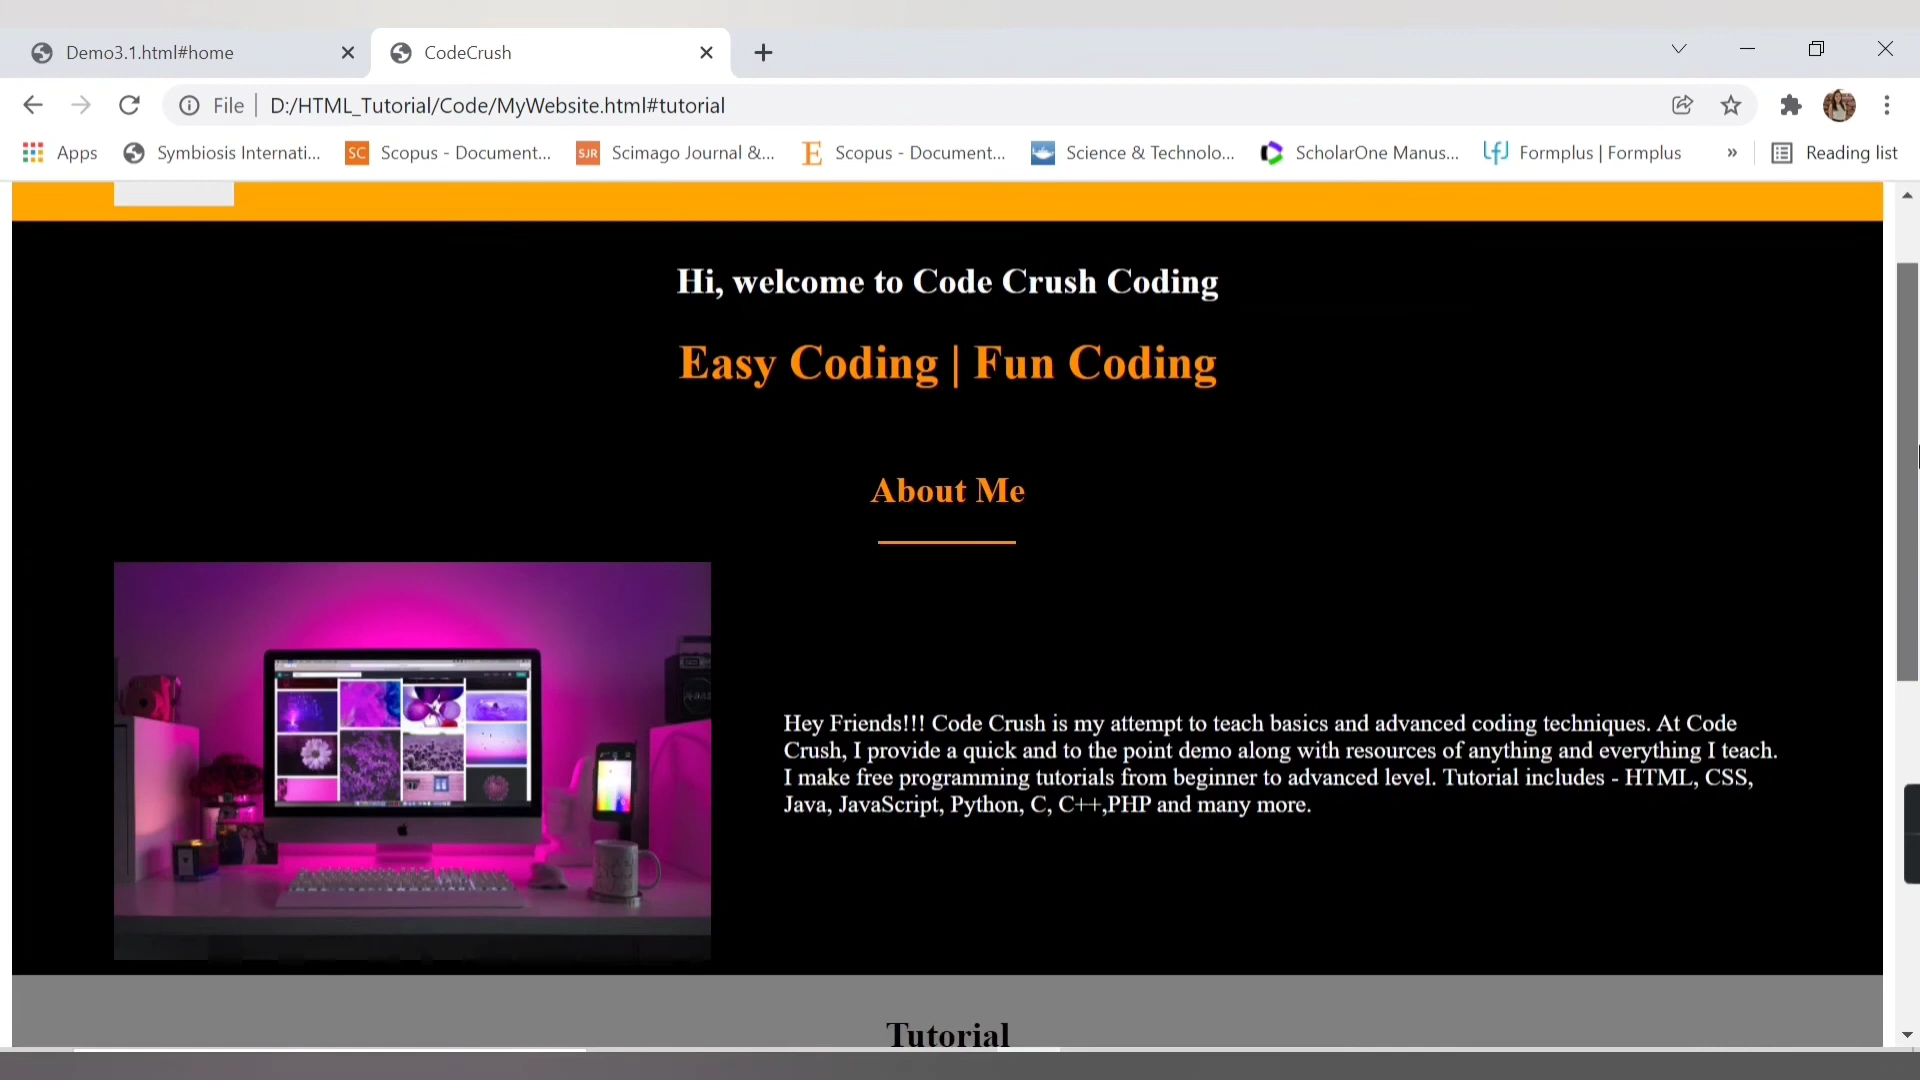 Demo3.1.html#home
CodeCrush
File
D:/HTML_Tutorial/Code/MyWebsite.html#tutorial
Apps
Symbiosis Internati...
SC
Scopus - Document...
SJR
Scimago Journal &...
E
Scopus - Document...
Science & Technolo...
ScholarOne Manus...
Formplus | Formplus
»
Reading list
Hi, welcome to Code Crush Coding
Easy Coding | Fun Coding
About Me
Hey Friends!!! Code Crush is my attempt to teach basics and advanced coding techniques. At Code
Crush, I provide a quick and to the point demo along with resources of anything and everything I teach.
I make free programming tutorials from beginner to advanced level. Tutorial includes - HTML, CSS,
Java, JavaScript, Python, C, C++,PHP and many more.
Tutorial